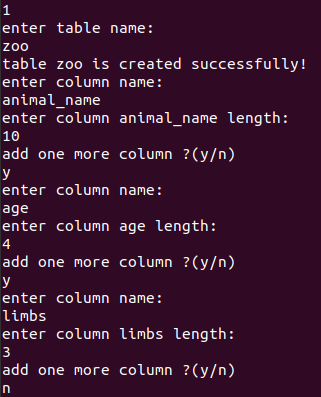 1
enter table name:
zoo
table zoo is created successfully!
enter column name:
animal_name
enter column animal_name length:
10
add one more column ?(y/n)
y
enter column name:
age
enter column age length:
4
add one more column ?(y/n)
y
enter column name:
limbs
enter column limbs length:
3
add one more column ?(y/n)
n